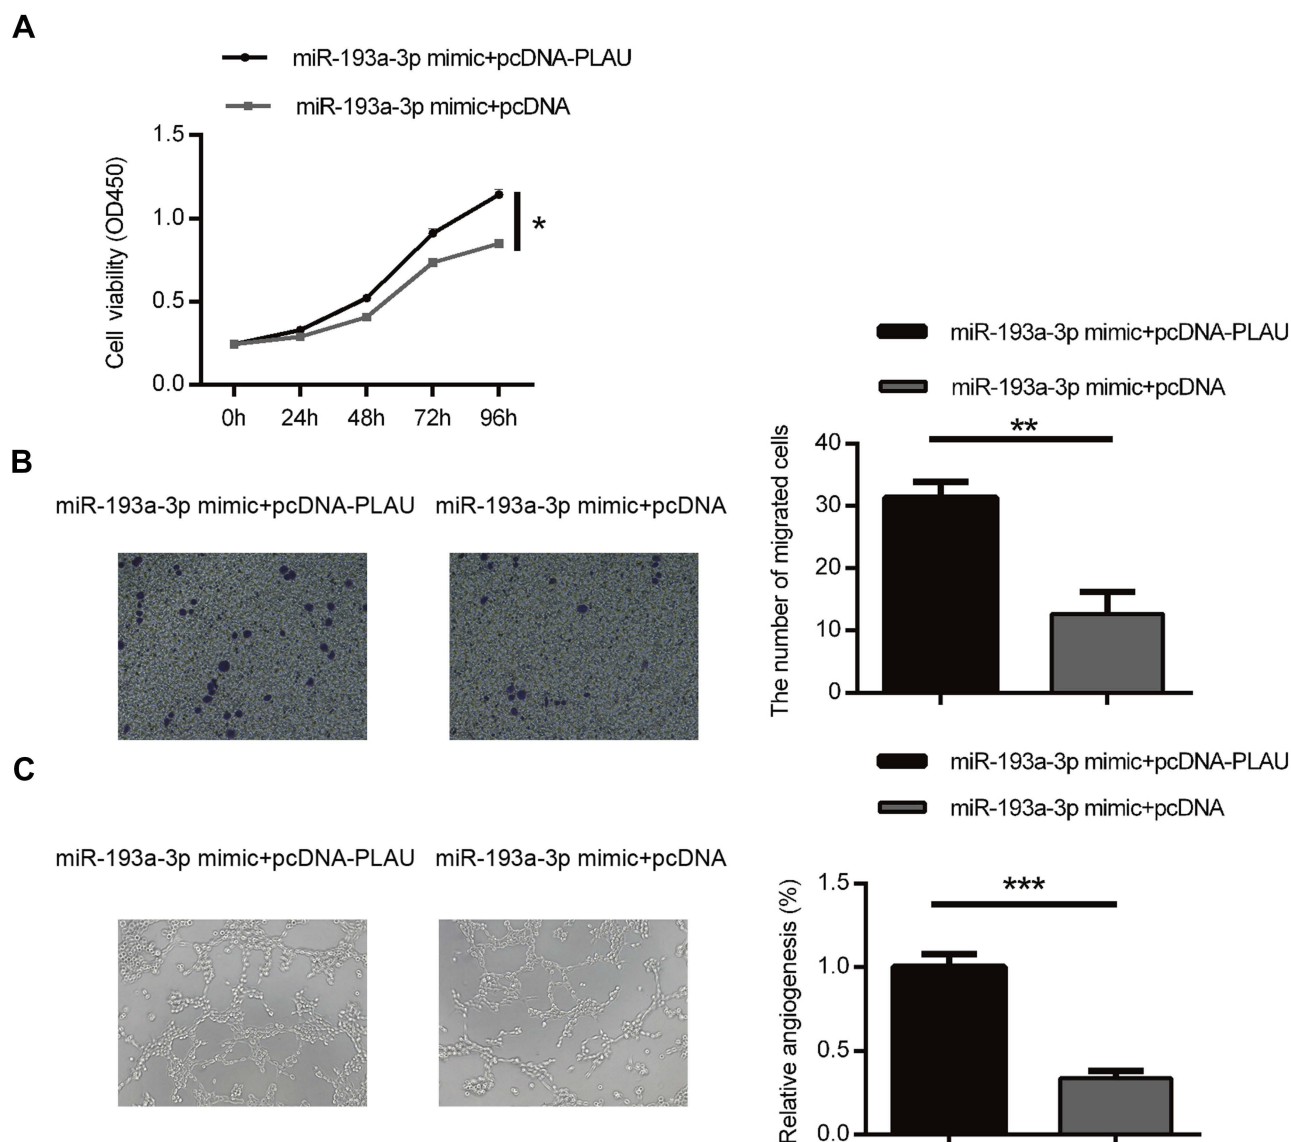 A
miR-193a-3p mimic+pcDNA-PLAU
miR-193a-3p mimic+pcDNA
Cell viability (OD450)
1.5
1.0
0.5
0.0
*
0h 24h 48h 72h 96h
B
miR-193a-3p mimic+pcDNA-PLAU
miR-193a-3p mimic+pcDNA
miR-193a-3p mimic+pcDNA-PLAU
miR-193a-3p mimic+pcDNA
The number of migrated cells
40
30
20
10
0
**
C
miR-193a-3p mimic+pcDNA-PLAU
miR-193a-3p mimic+pcDNA
miR-193a-3p mimic+pcDNA-PLAU
miR-193a-3p mimic+pcDNA
Relative angiogenesis (%)
1.5
1.0
0.5
0.0
***